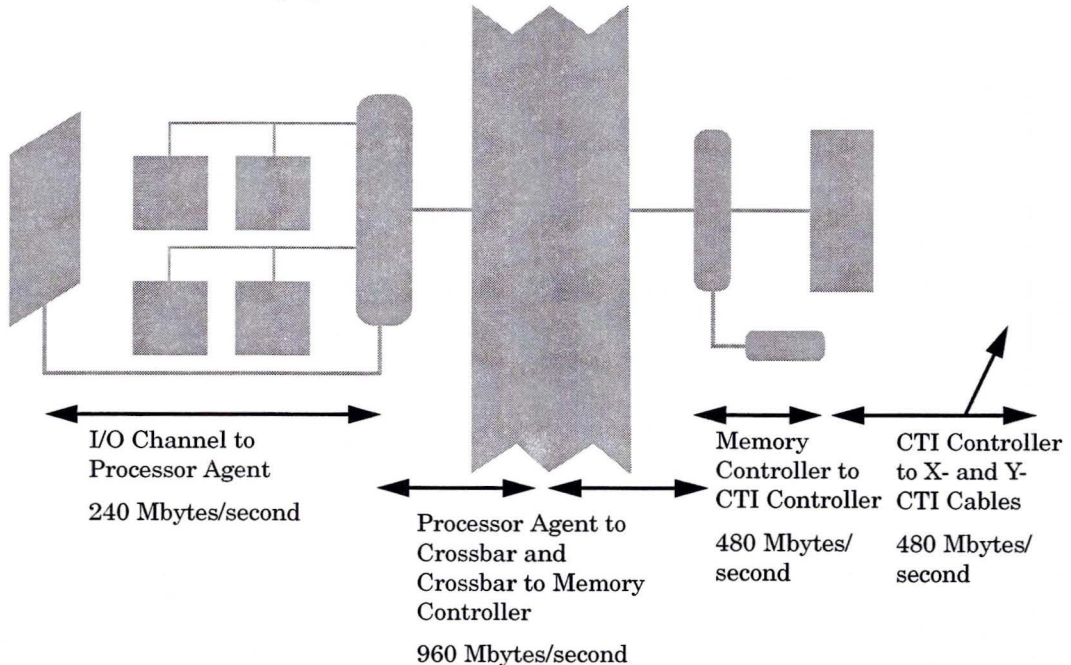 I/O Channel to
Processor Agent
240 Mbytes/second
Processor Agent to
Crossbar and
Crossbar to Memory
Controller
960 Mbytes/second
Memory
Controller to
CTI Controller
480 Mbytes/
second
CTI Controller
to X- and Y-
CTI Cables
480 Mbytes/
second